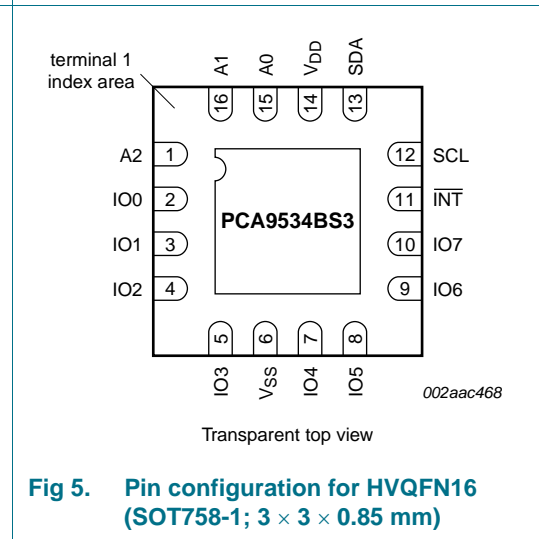 terminal 1
index area
A1
A0
VDD
SDA
16
15
14
13
A2 1
12 SCL
IO0 2
11 INT
PCA9534BS3
IO1 3
10 IO7
IO2 4
9 IO6
5
6
7
8
IO3
VSS
IO4
IO5
002aac468
Transparent top view
Fig 5. Pin configuration for HVQFN16
(SOT758-1; 3 × 3 × 0.85 mm)